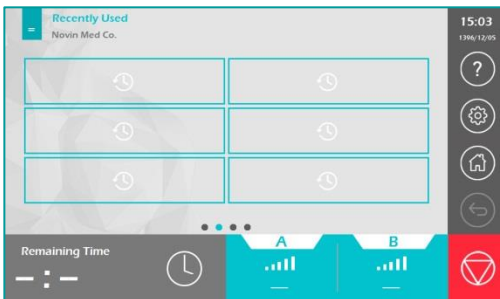 Recently Used
Novin Med Co.
15:03
1396/12/05
?
Remaining Time
-:-
A
B